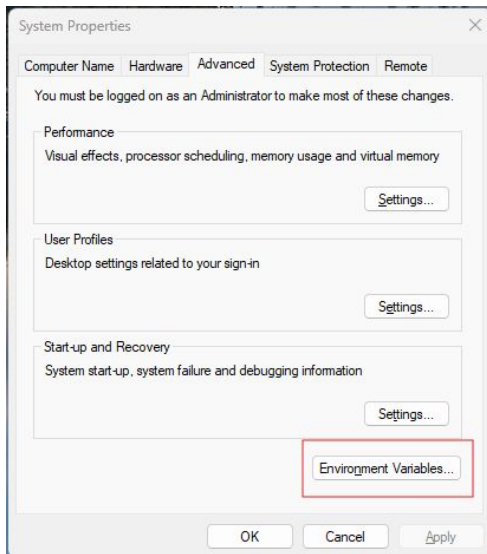 System Properties
Computer Name Hardware Advanced System Protection Remote
You must be logged on as an Administrator to make most of these changes.
Performance
Visual effects, processor scheduling, memory usage and virtual memory
Settings...
User Profiles
Desktop settings related to your sign-in
Settings...
Start-up and Recovery
System start-up, system failure and debugging information
Settings...
Environment Variables...
OK Cancel Apply